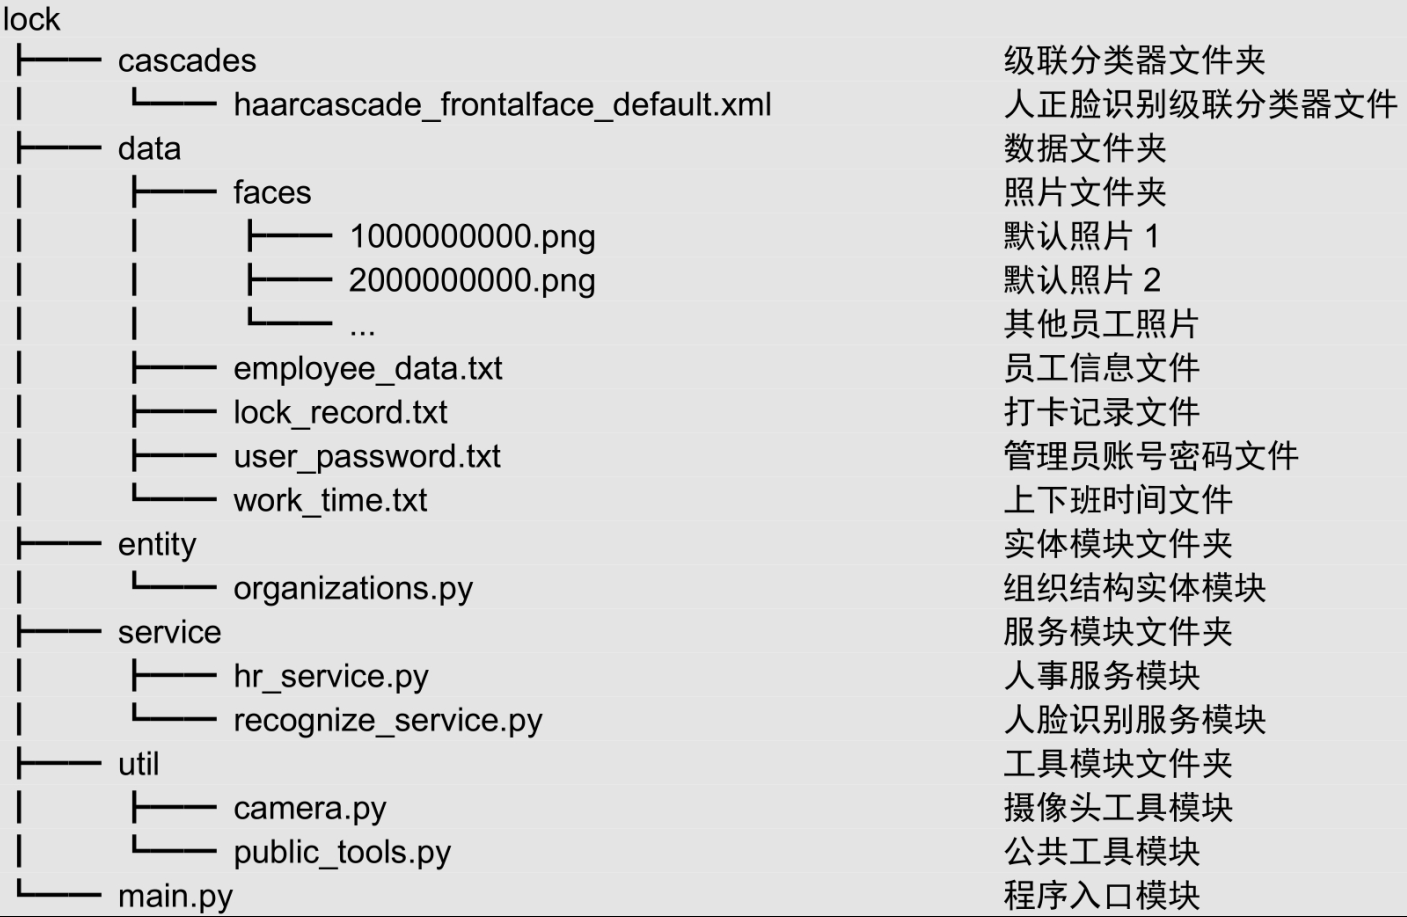 lock
cascades 级联分类器文件夹
haarcascade_frontalface_default.xml 人正脸识别级联分类器文件
data 数据文件夹
faces 照片文件夹
1000000000.png 默认照片 1
2000000000.png 默认照片 2
... 其他员工照片
employee_data.txt 员工信息文件
lock_record.txt 打卡记录文件
user_password.txt 管理员账号密码文件
work_time.txt 上下班时间文件
entity 实体模块文件夹
organizations.py 组织结构实体模块
service 服务模块文件夹
hr_service.py 人事服务模块
recognize_service.py 人脸识别服务模块
util 工具模块文件夹
camera.py 摄像头工具模块
public_tools.py 公共工具模块
main.py 程序入口模块